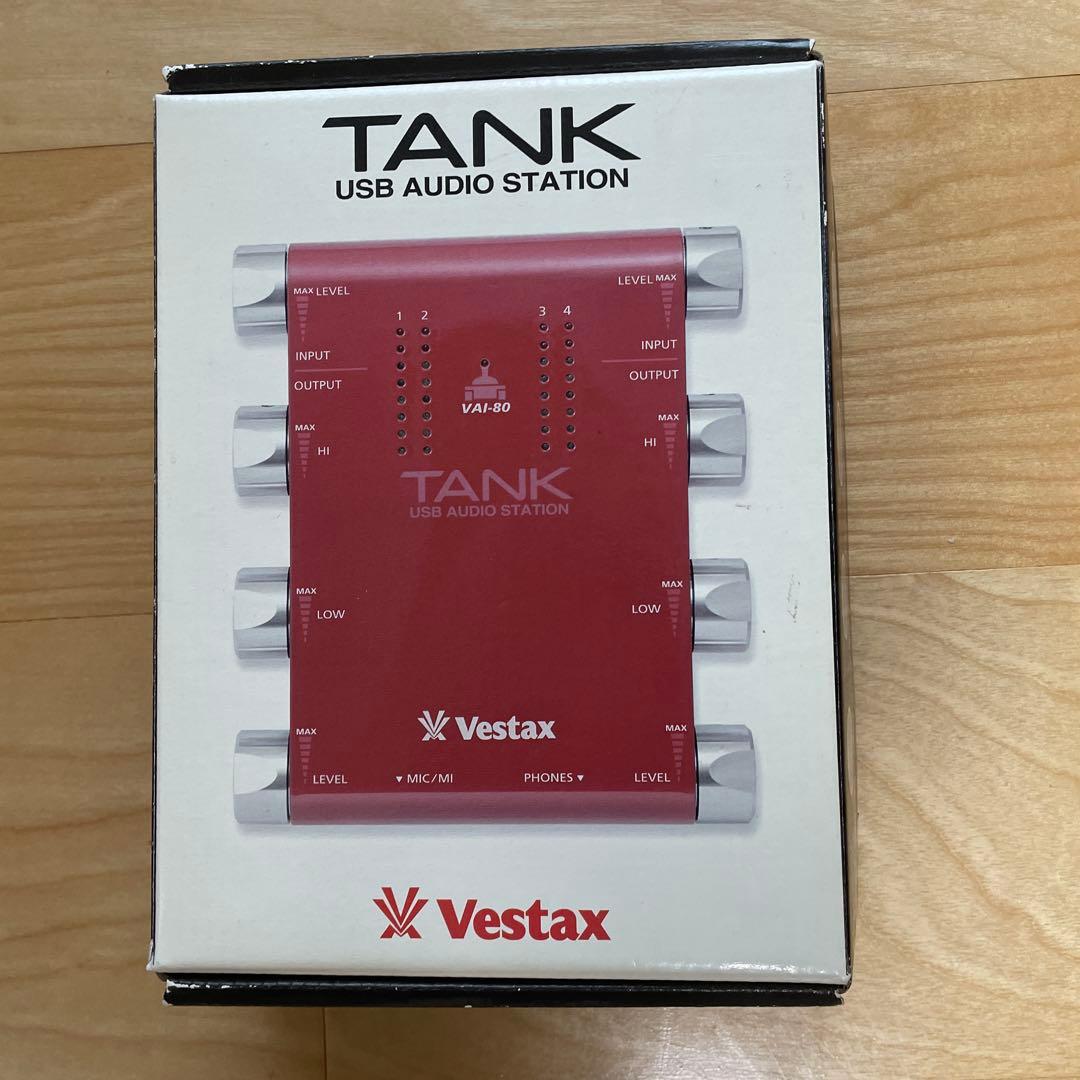 TANK
USB AUDIO STATION
MAX LEVEL
LEVEL MAX
1 2
3 4
INPUT
INPUT
OUTPUT
OUTPUT
VAI-80
MAX
HI
MAX
HI
TANK
USB AUDIO STATION
MAX
LOW
MAX
LOW
Vestax
MAX
LEVEL
▼ MIC/MI
PHONES ▼
MAX
LEVEL
Vestax